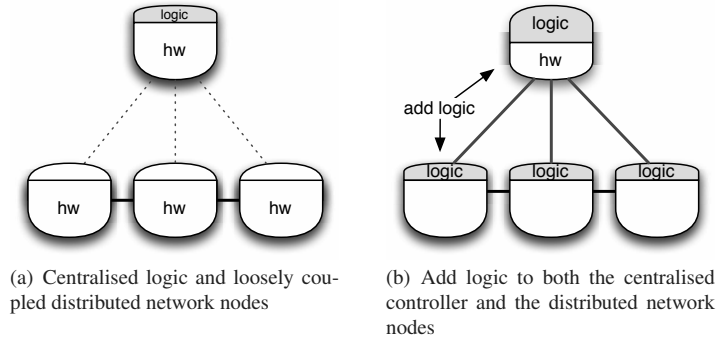 logic
hw
hw
hw
hw
(a) Centralised logic and loosely cou-
pled distributed network nodes
logic
hw
add logic
logic
logic
logic
(b) Add logic to both the centralised
controller and the distributed network
nodes